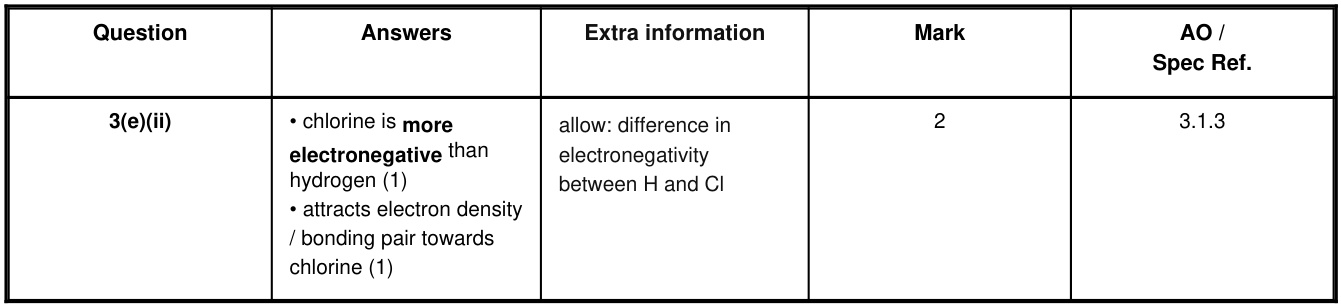 Question
Answers
Extra information
Mark
AO /
Spec Ref.
3(e)(ii)
• chlorine is more
electronegative than
hydrogen (1)
• attracts electron density
/ bonding pair towards
chlorine (1)
allow: difference in
electronegativity
between H and Cl
2
3.1.3